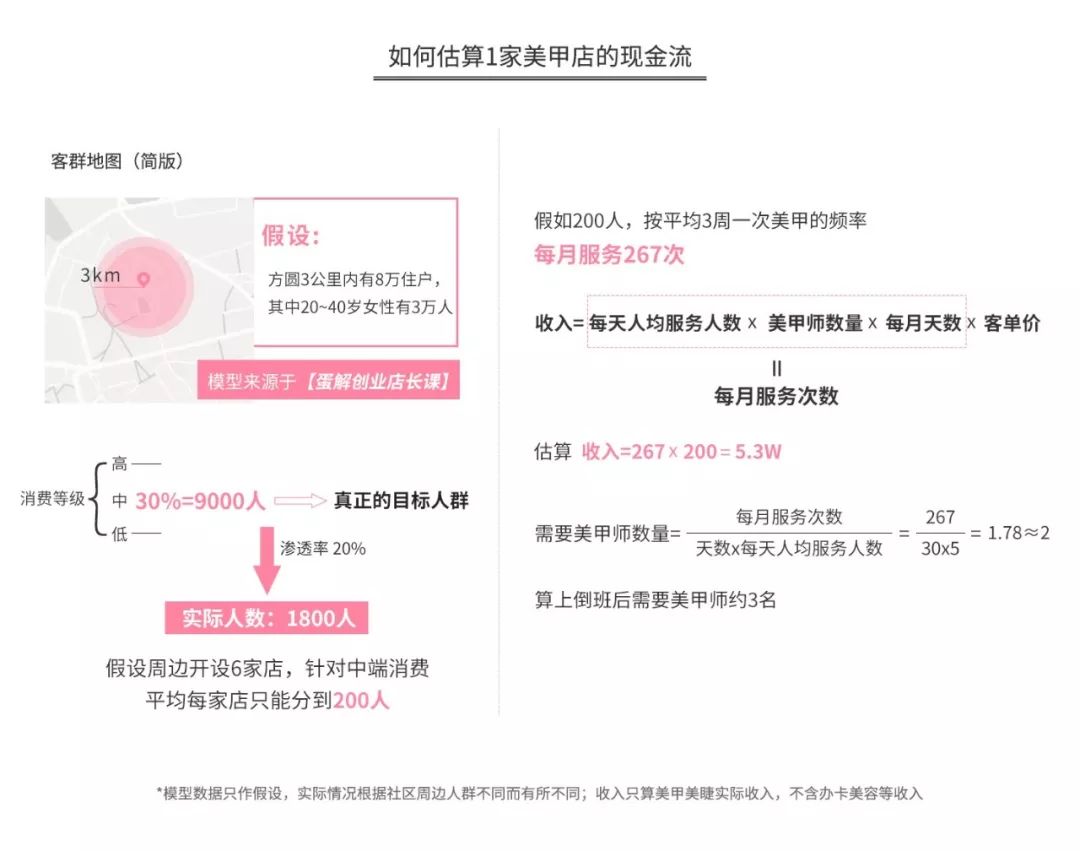 如何估算1家美甲店的现金流
客群地图（简版）
3km
假设:
方圆3公里内有8万住户，
其中20~40岁女性有3万人
模型来源于【蛋解创业店长课】
消费等级
高
中 30%=9000人
真正的目标人群
低
渗透率 20%
实际人数：1800人
假设周边开设6家店，针对中端消费
平均每家店只能分到200人
假如200人，按平均3周一次美甲的频率
每月服务267次
收入= 每天人均服务人数 x 美甲师数量 x 每月天数 x 客单价
=
每月服务次数
估算 收入=267 x 200 = 5.3W
需要美甲师数量= 每月服务次数 / 天数x每天人均服务人数 = 267 / 30x5 = 1.78≈2
算上倒班后需要美甲师约3名
*模型数据只作假设，实际情况根据社区周边人群不同而有所不同；收入只算美甲美睫实际收入，不含办卡美容等收入